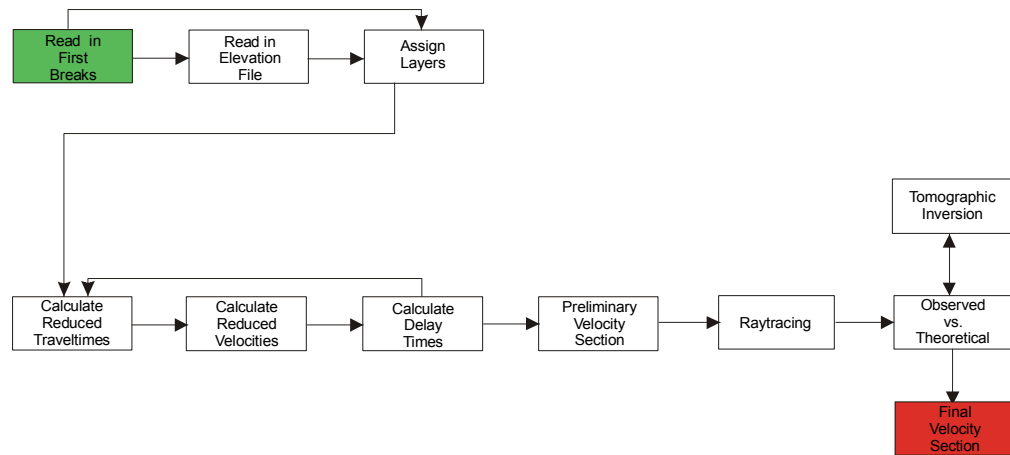 Read in
First
Breaks
Read in
Elevation
File
Assign
Layers
Tomographic
Inversion
Calculate
Reduced
Traveltimes
Calculate
Reduced
Velocities
Calculate
Delay
Times
Preliminary
Velocity
Section
Raytracing
Observed
vs.
Theoretical
Final
Velocity
Section